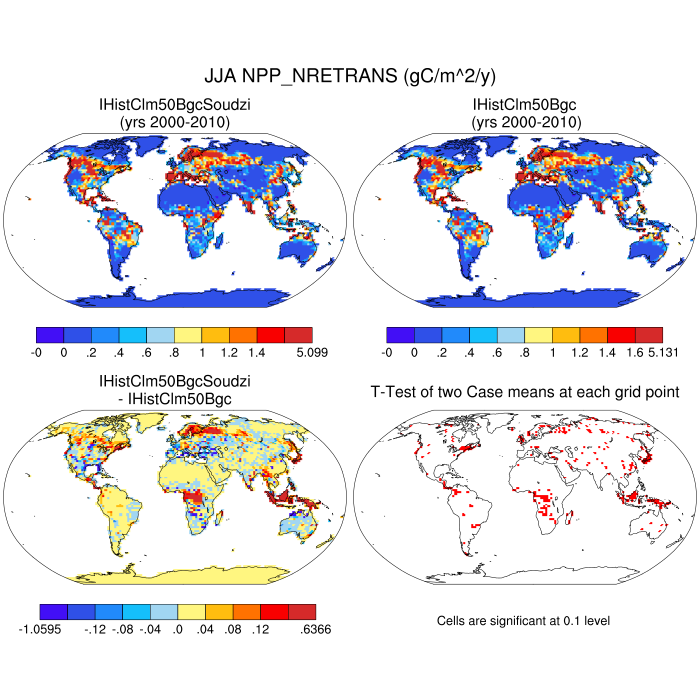 JJA NPP_NRETRANS (gC/m^2/y)
IHistClm50BgcSoudzi
(yrs 2000-2010)
IHistClm50Bgc
(yrs 2000-2010)
-0 0 .2 .4 .6 .8 1 1.2 1.4 5.099
-0 0 .2 .4 .6 .8 1 1.2 1.4 1.6 5.131
IHistClm50BgcSoudzi
- IHistClm50Bgc
T-Test of two Case means at each grid point
-1.0595 -.12 -.08 -.04 .0 .04 .08 .12 .6366
Cells are significant at 0.1 level